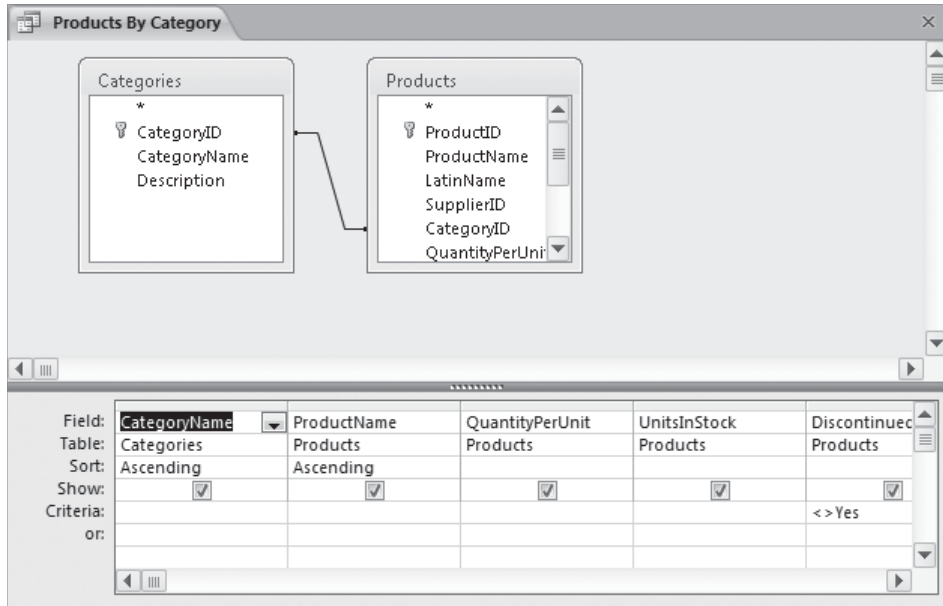 Products By Category
Categories
*
CategoryID
CategoryName
Description
Products
*
ProductID
ProductName
LatinName
SupplierID
CategoryID
QuantityPerUni
Field: CategoryName ProductName QuantityPerUnit UnitsInStock Discontinued
Table: Categories Products Products Products Products
Sort: Ascending Ascending
Show:
Criteria: <>Yes
or: